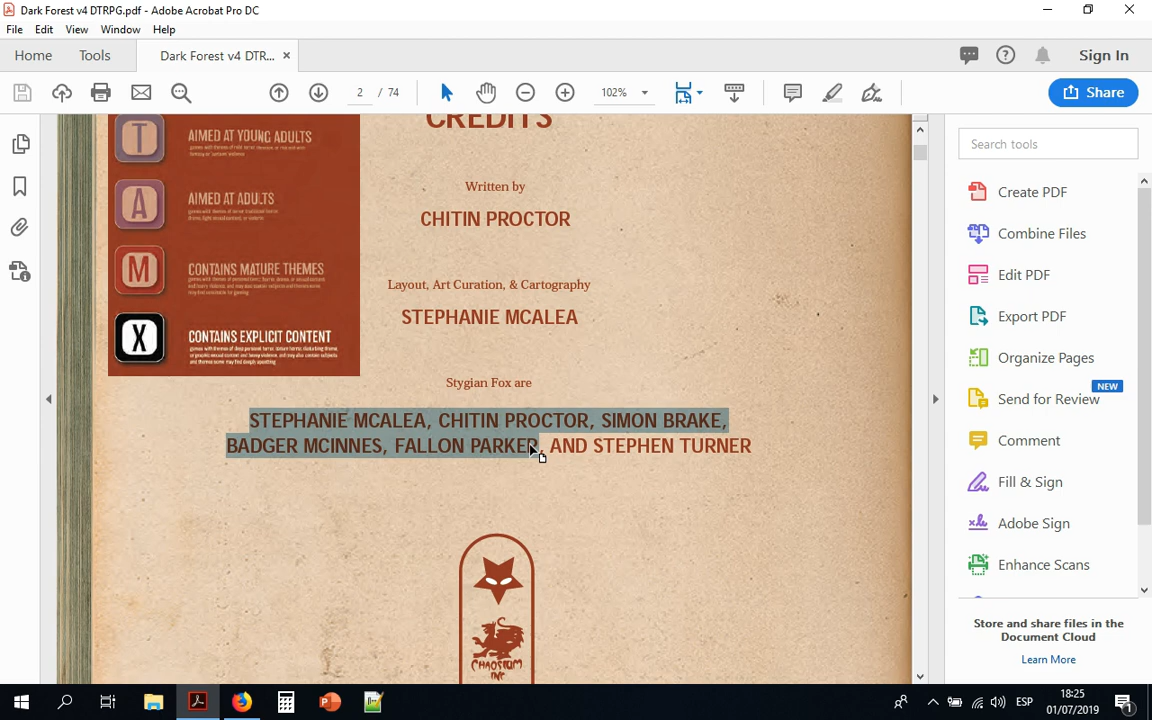 Dark Forest v4 DTRPG.pdf - Adobe Acrobat Pro DC
File Edit View Window Help
Home Tools Dark Forest v4 DTR... × Sign In
2 / 74 102% Share
CREDITS
T AIMED AT YOUNG ADULTS
Written by
CHITIN PROCTOR
A AIMED AT ADULTS
M CONTAINS MATURE THEMES
Layout, Art Curation, & Cartography
STEPHANIE MCALEA
X CONTAINS EXPLICIT CONTENT
Stygian Fox are
STEPHANIE MCALEA, CHITIN PROCTOR, SIMON BRAKE,
BADGER MCINNES, FALLON PARKER, AND STEPHEN TURNER
CHAOSIUM
INC
Search tools
Create PDF
Combine Files
Edit PDF
Export PDF
Organize Pages
NEW
Send for Review
Comment
Fill & Sign
Adobe Sign
Enhance Scans
Store and share files in the
Document Cloud
Learn More
ESP
18:25
01/07/2019
1